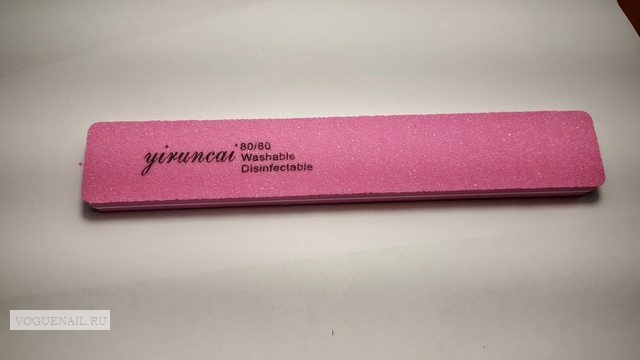 yiruncai
80/80
Washable
Disinfectable
VOGUENAIL.RU